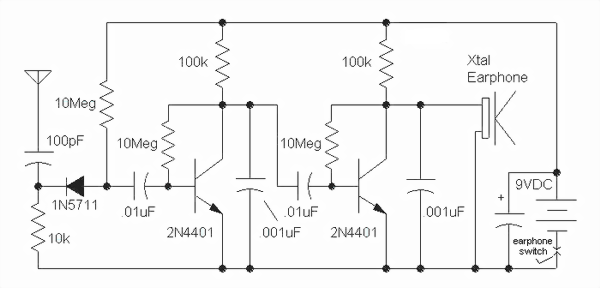 Xtal
Earphone
100k
100k
10Meg
100pF
10Meg
10Meg
9VDC
+
1N5711
.01uF
.01uF
10k
.001uF
.001uF
2N4401
2N4401
earphone
switch